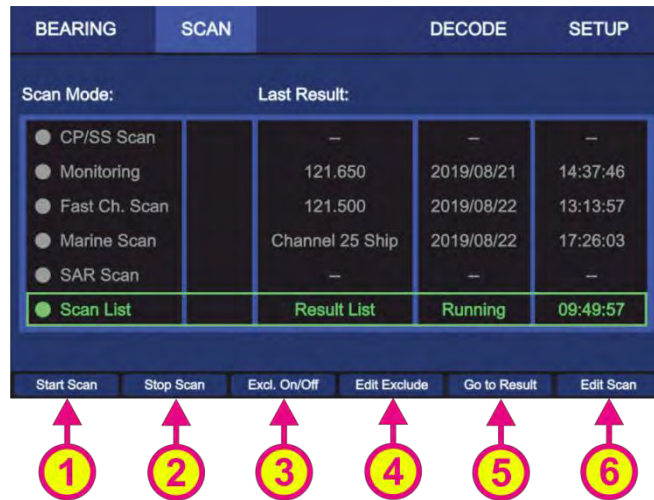 BEARING SCAN DECODE SETUP
Scan Mode: Last Result:
CP/SS Scan -- -- --
Monitoring 121.650 2019/08/21 14:37:46
Fast Ch. Scan 121.500 2019/08/22 13:13:57
Marine Scan Channel 25 Ship 2019/08/22 17:26:03
SAR Scan -- -- --
Scan List Result List Running 09:49:57
Start Scan Stop Scan Excl. On/Off Edit Exclude Go to Result Edit Scan
1 2 3 4 5 6